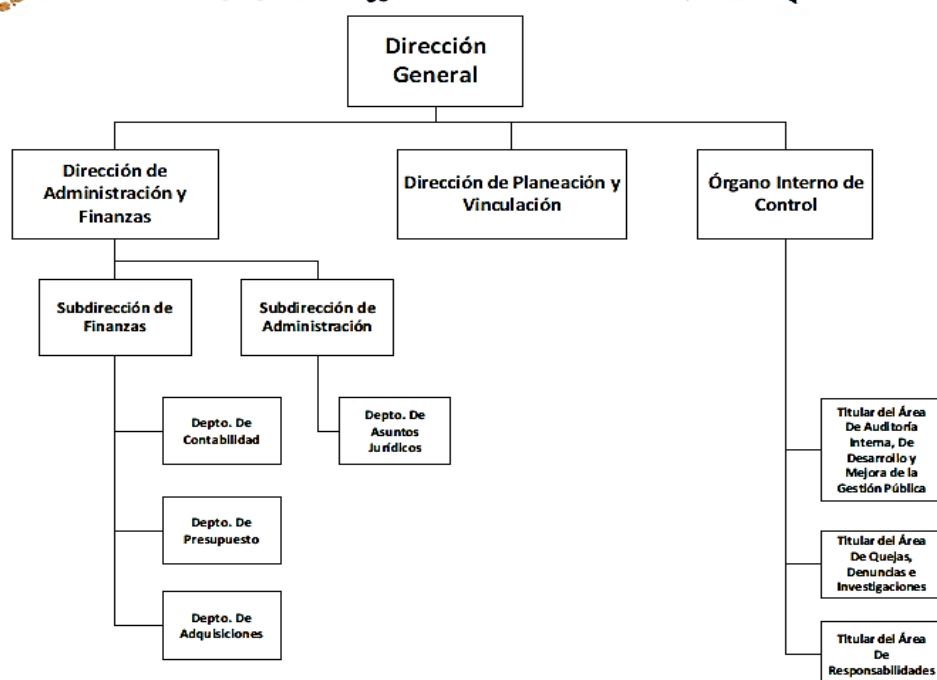 Dirección
General
Dirección de
Administración y
Finanzas
Dirección de Planeación y
Vinculación
Órgano Interno de
Control
Subdirección de
Finanzas
Subdirección de
Administración
Depto. De
Contabilidad
Depto. De
Asuntos
Jurídicos
Titular del Área
De Auditoría
Interna, De
Desarrollo y
Mejora de la
Gestión Pública
Depto. De
Presupuesto
Titular del Área
De Quejas,
Denuncias e
Investigaciones
Depto. De
Adquisiciones
Titular del Área
De
Responsabilidades